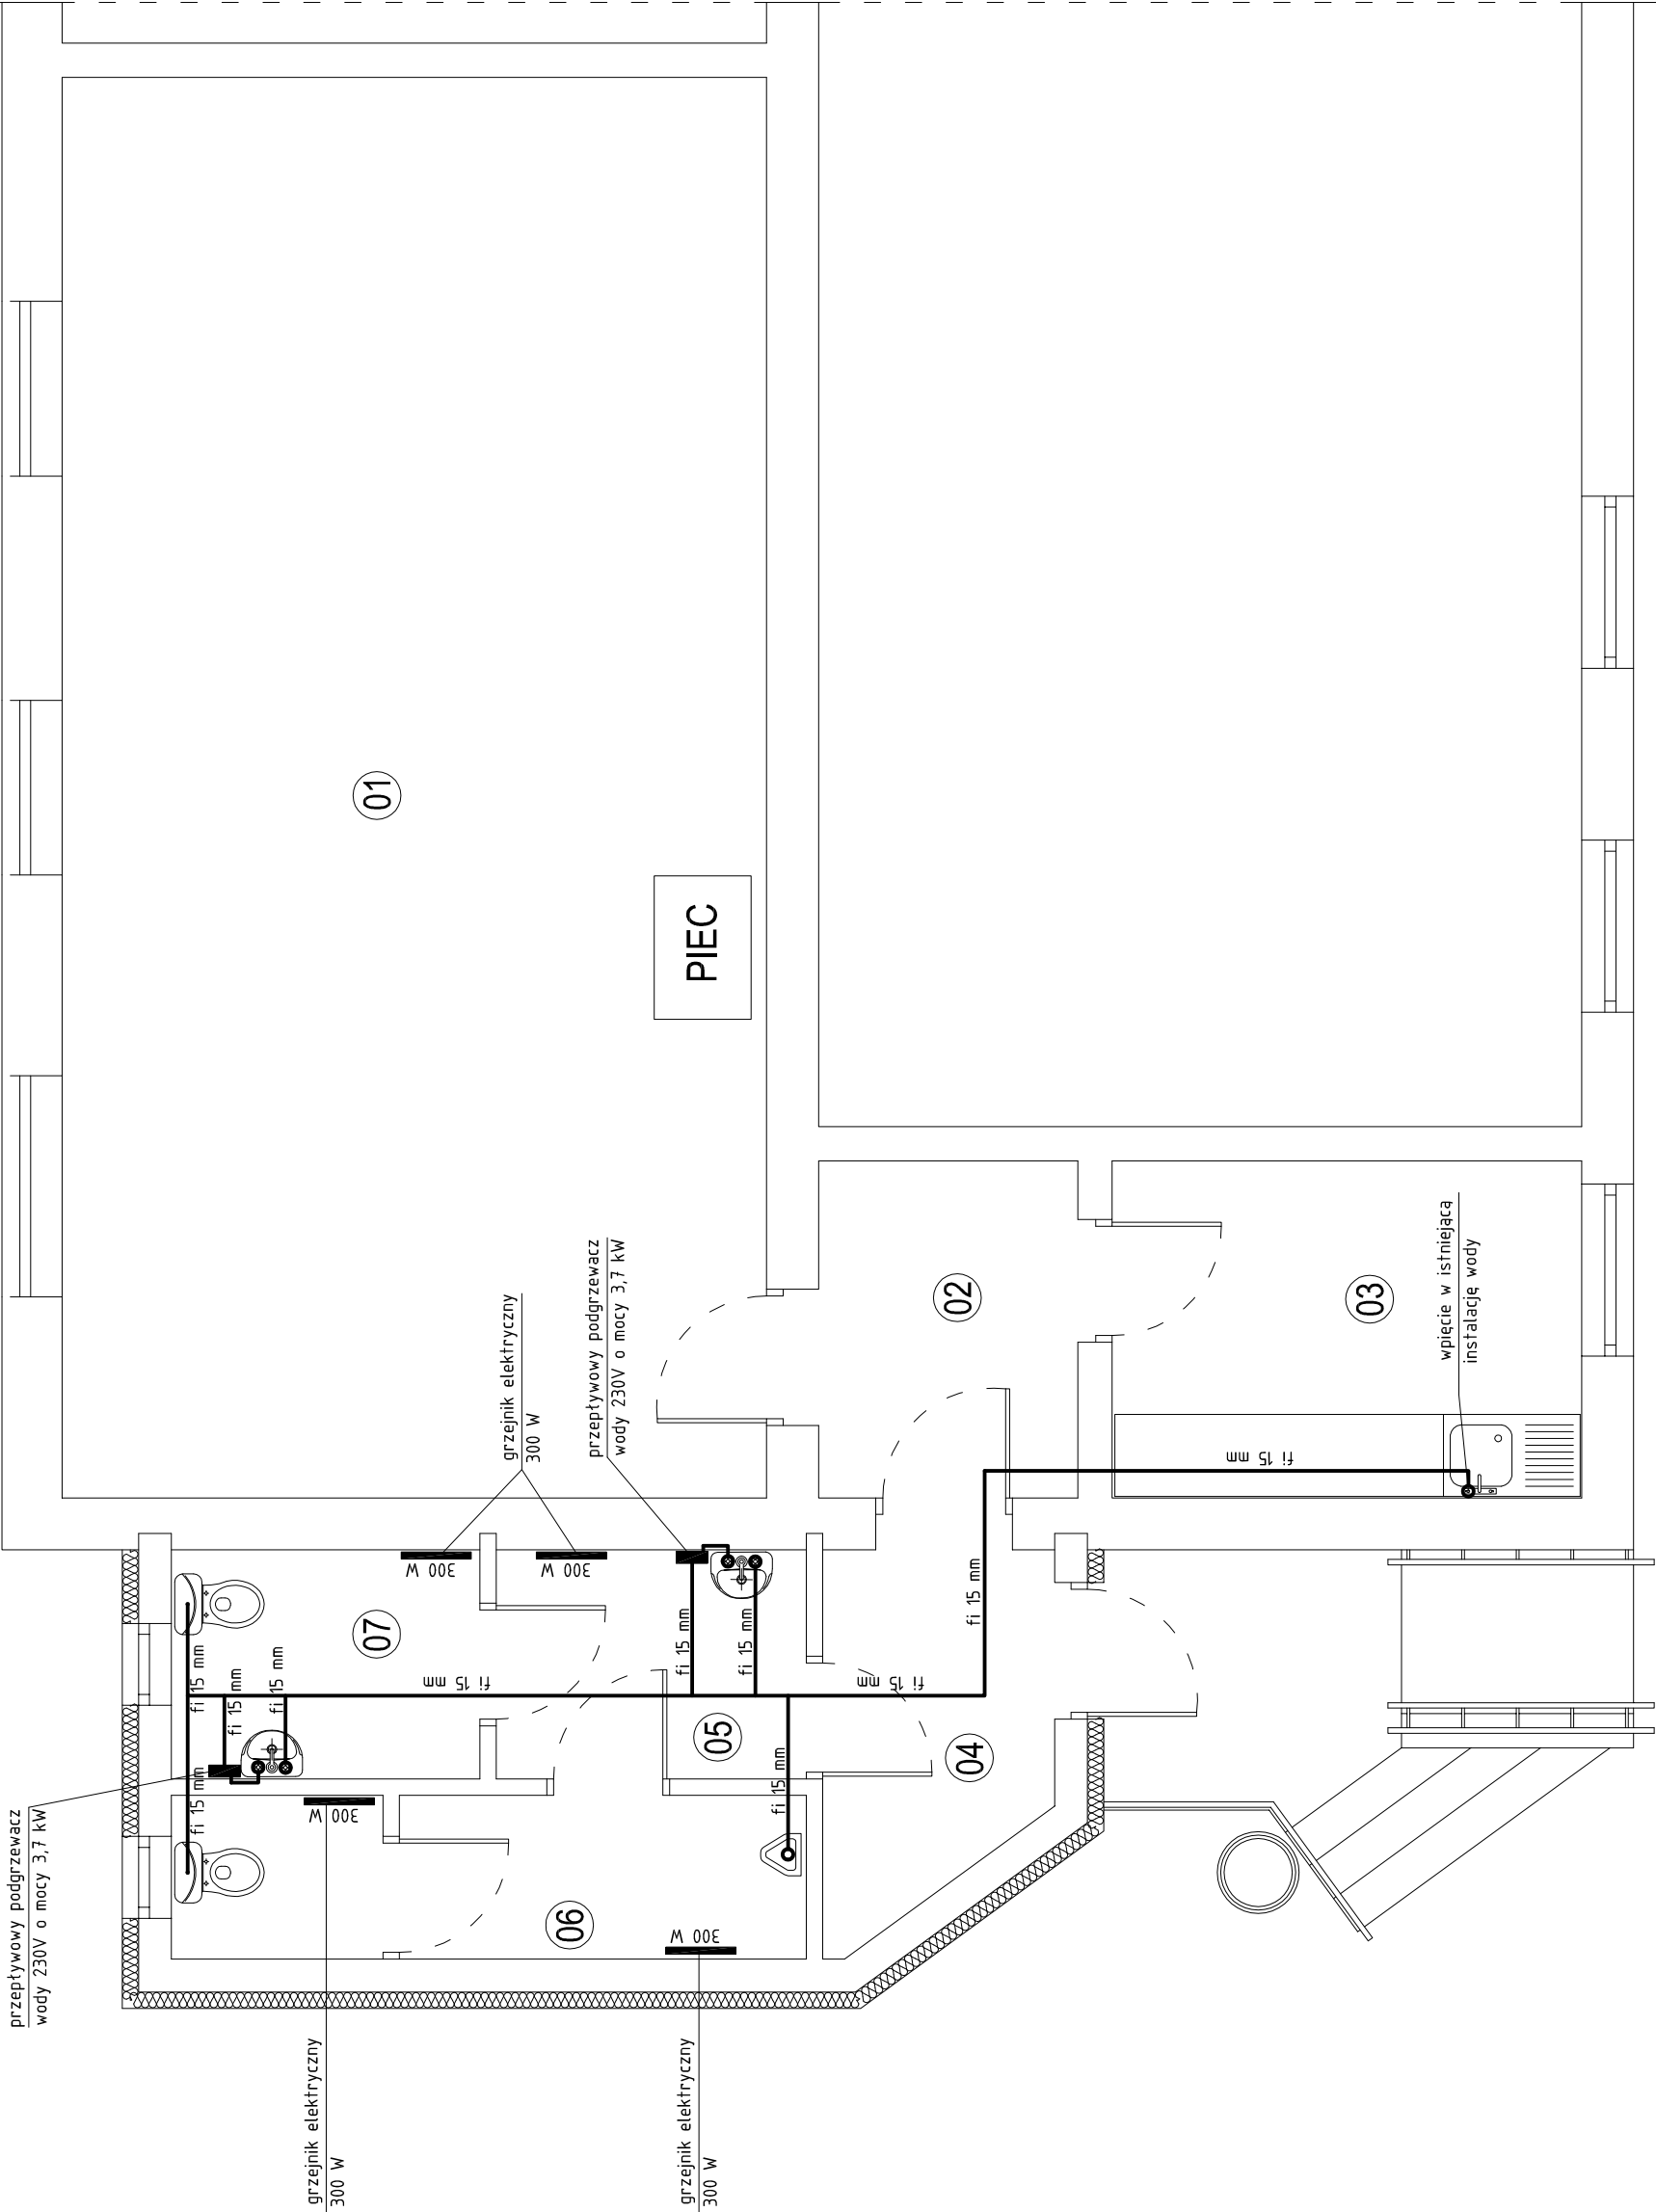 01
PIEC
02
03
wpięcie w istniejącą
instalację wody
grzejnik elektryczny
300 W
przepływowy podgrzewacz
wody 230V o mocy 3,7 kW
fi 15 mm
300 W
300 W
07
fi 15 mm
fi 15 mm
fi 15 mm
fi 15 mm
fi 15 mm
fi 15 mm
fi 15 mm
fi 15 mm
05
04
fi 15 mm
fi 15 mm
300 W
06
300 W
przepływowy podgrzewacz
wody 230V o mocy 3,7 kW
grzejnik elektryczny
300 W
grzejnik elektryczny
300 W